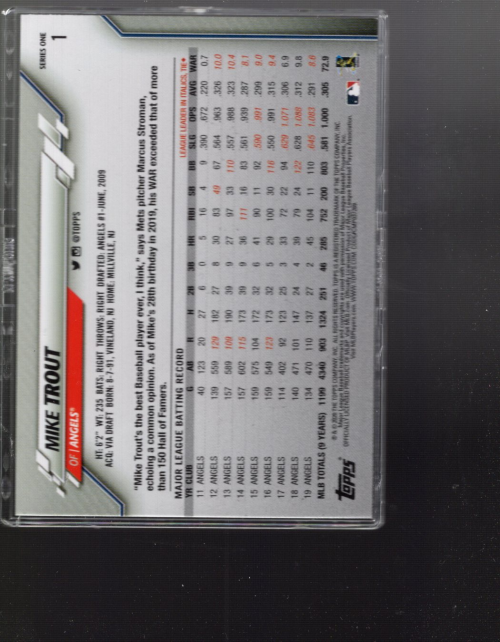 SERIES ONE
1
MIKE TROUT
OF | ANGELS®
@TOPPS
HT: 6'2" WT: 235 BATS: RIGHT THROWS: RIGHT DRAFTED: ANGELS #1-JUNE, 2009
ACQ: VIA DRAFT BORN: 8-7-91, VINELAND, NJ HOME: MILLVILLE, NJ
"Mike Trout's the best Baseball player ever, I think," says Mets pitcher Marcus Stroman,
echoing a common opinion. As of Mike's 28th birthday in 2019, his WAR exceeded that of more
than 150 Hall of Famers.
MAJOR LEAGUE BATTING RECORD LEAGUE LEADER IN ITALICS, TIE♦
YR CLUB G AB R H 2B 3B HR RBI SB BB SLG OPS AVG WAR
11 ANGELS 40 123 20 27 6 0 5 16 4 9 .390 .672 .220 0.7
12 ANGELS 139 559 129 182 27 8 30 83 49 67 .564 .963 .326 10.0
13 ANGELS 157 589 109 190 39 9 27 97 33 110 .557 .988 .323 10.4
14 ANGELS 157 602 115 173 39 9 36 111 16 83 .561 .939 .287 8.1
15 ANGELS 159 575 104 172 32 6 41 90 11 92 .590 .991 .299 9.0
16 ANGELS 159 549 123 173 32 5 29 100 30 116 .550 .991 .315 9.4
17 ANGELS 114 402 92 123 25 3 33 72 22 94 .629 1.071 .306 6.9
18 ANGELS 140 471 101 147 24 4 39 79 24 122 .628 1.088 .312 9.8
19 ANGELS 134 470 110 137 27 2 45 104 11 110 .645 1.083 .291 8.6
MLB TOTALS (9 YEARS) 1199 4340 903 1324 251 46 285 752 200 803 .581 1.000 .305 72.9
topps®